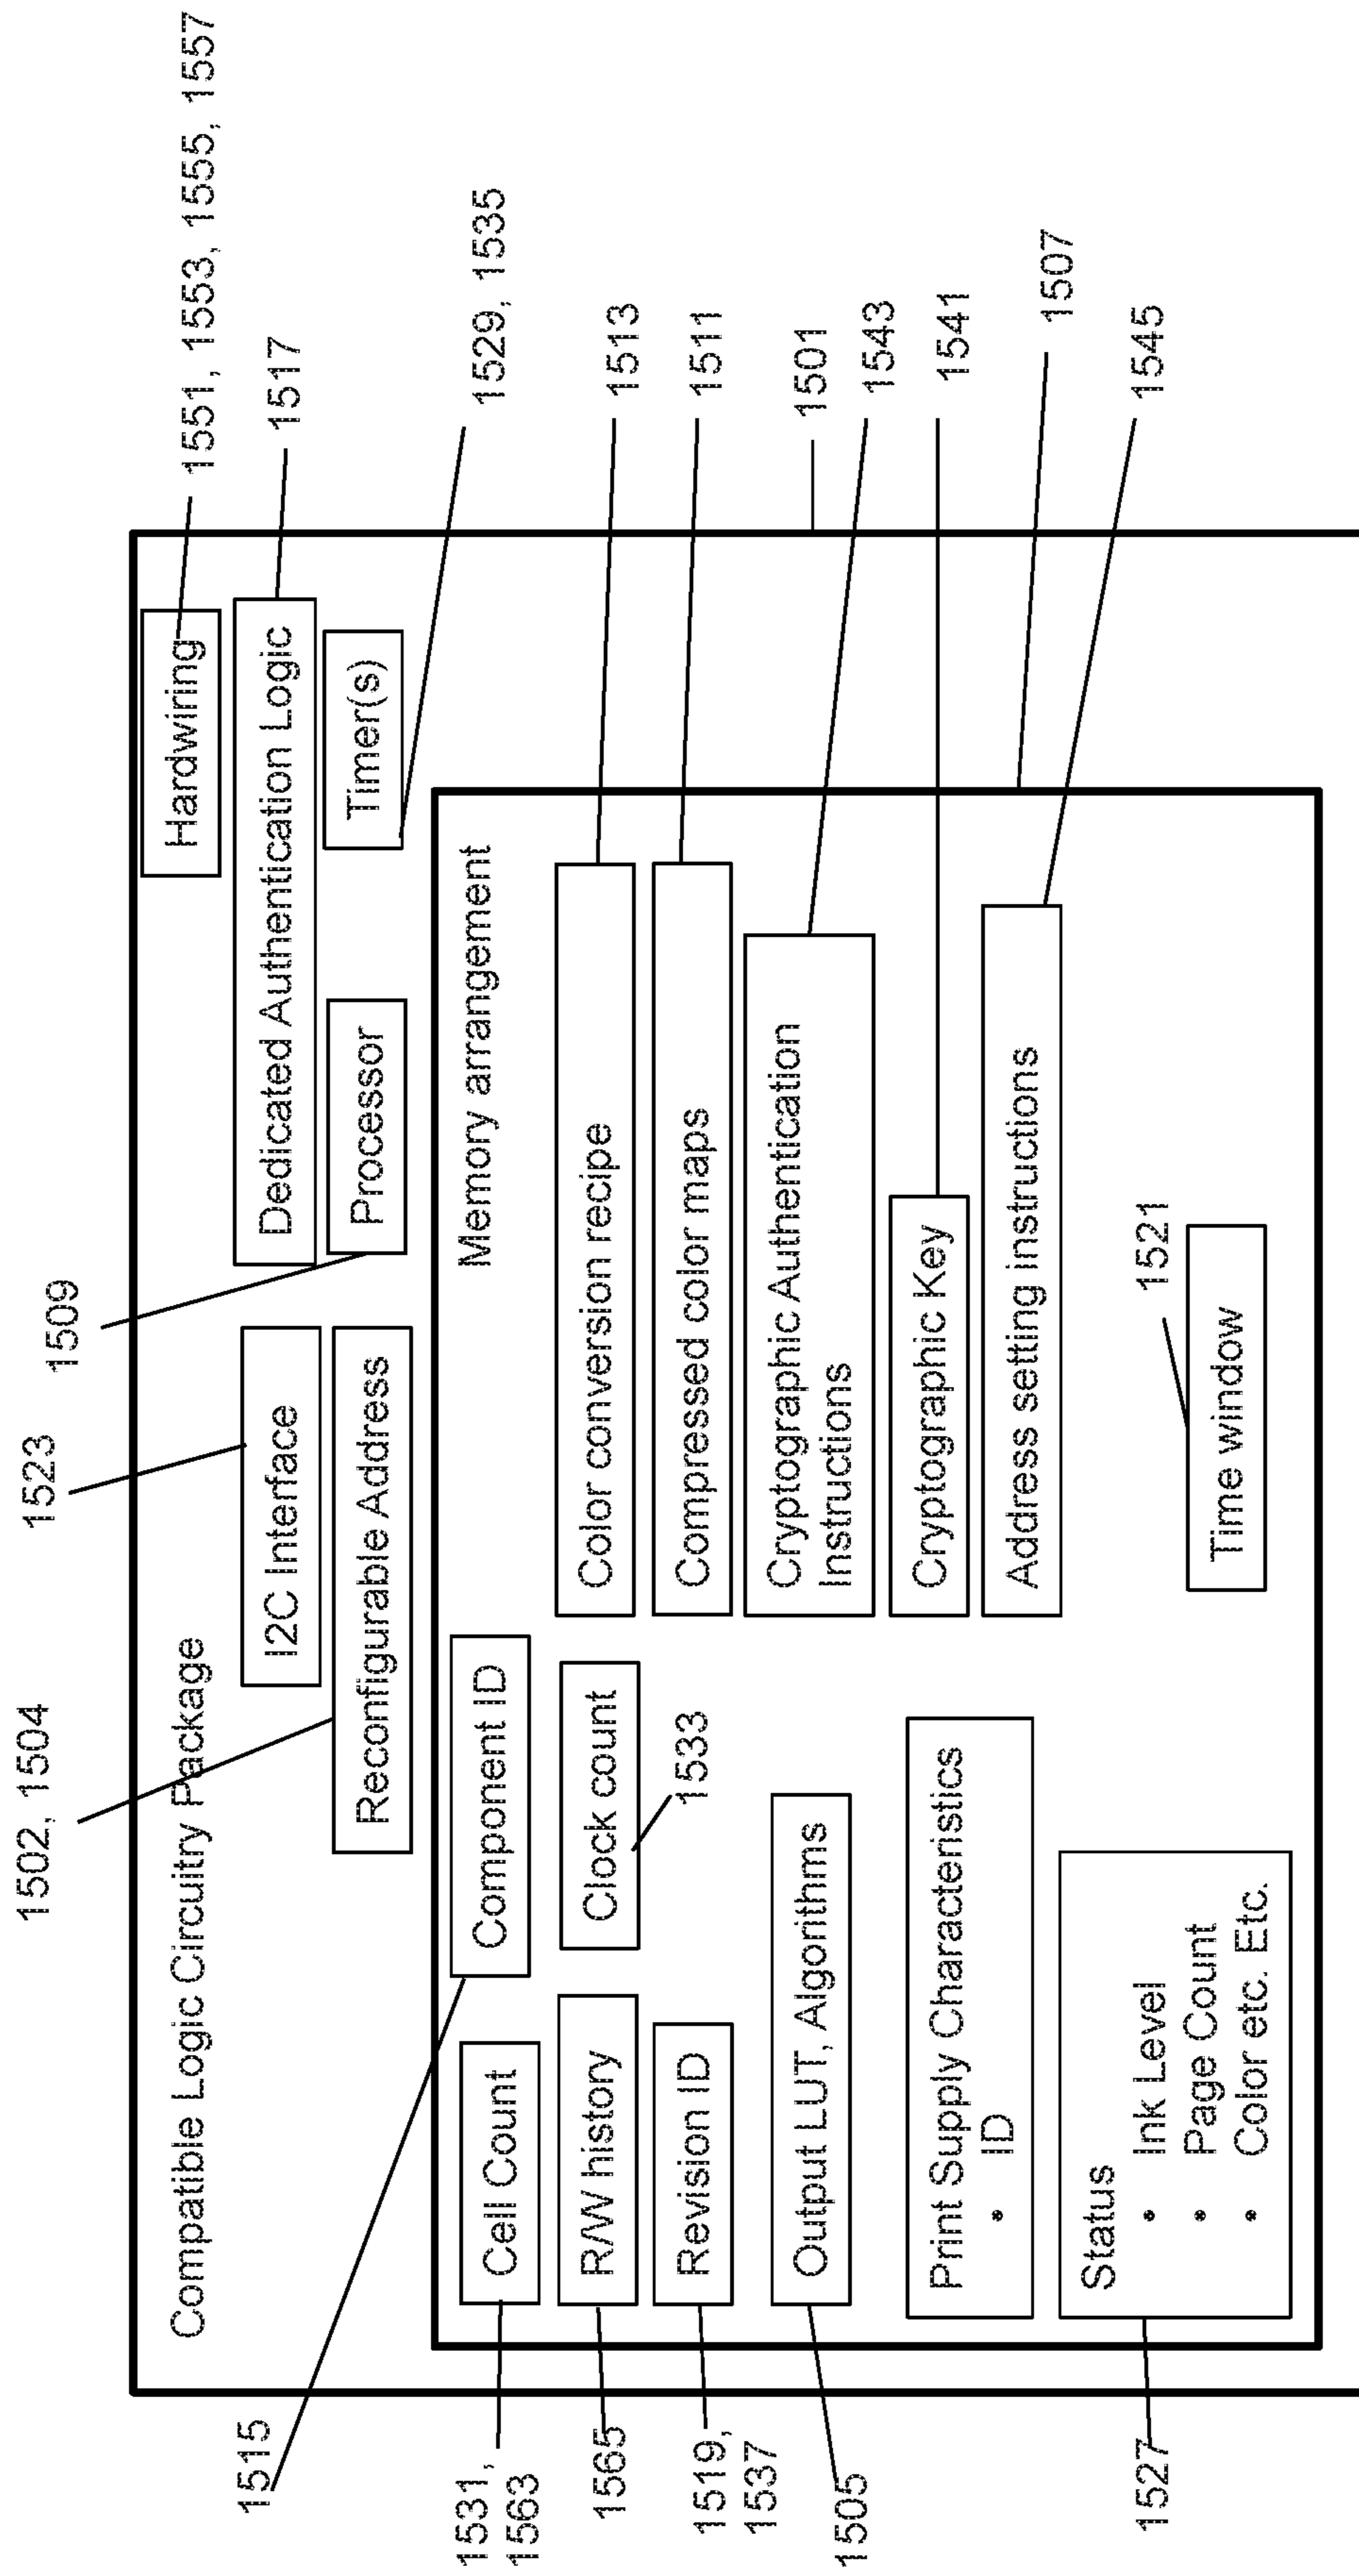 1502, 1504
1523
1509
Compatible Logic Circuitry Package
Hardwiring
1551, 1553, 1555, 1557
I2C Interface
Dedicated Authentication Logic
1517
Reconfigurable Address
Processor
Timer(s)
1529, 1535
1515
Memory arrangement
1531,
1563
Cell Count
Component ID
1565
R/W history
Clock count
1533
Color conversion recipe
1513
1519,
1537
Revision ID
Compressed color maps
1511
1505
Output LUT, Algorithms
Cryptographic Authentication
Instructions
1501
1543
Print Supply Characteristics
• ID
Cryptographic Key
1541
Address setting instructions
1507
1545
1527
Status
• Ink Level
• Page Count
• Color etc. Etc.
1521
Time window